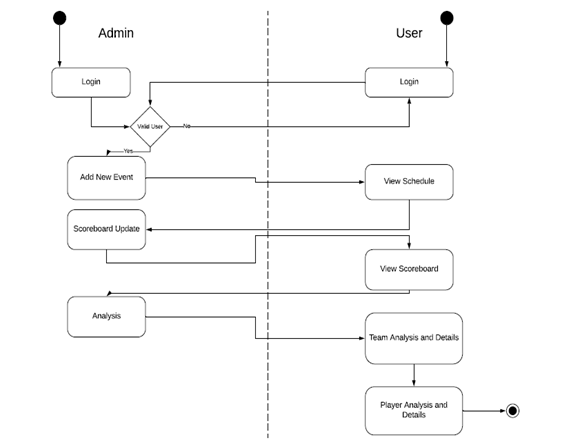 Admin
User
Login
Login
Valid User
No
Yes
Add New Event
View Schedule
Scoreboard Update
View Scoreboard
Analysis
Team Analysis and Details
Player Analysis and
Details